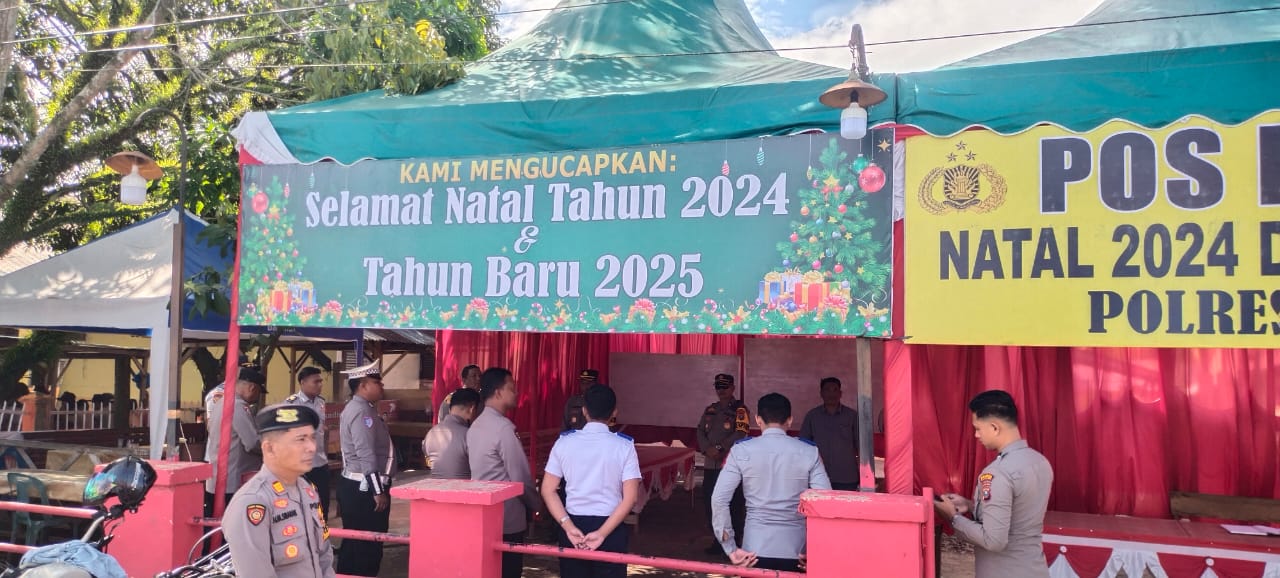 KAMI MENGUCAPKAN:
Selamat Natal Tahun 2024
&
Tahun Baru 2025
POS
NATAL 2024
POLRES